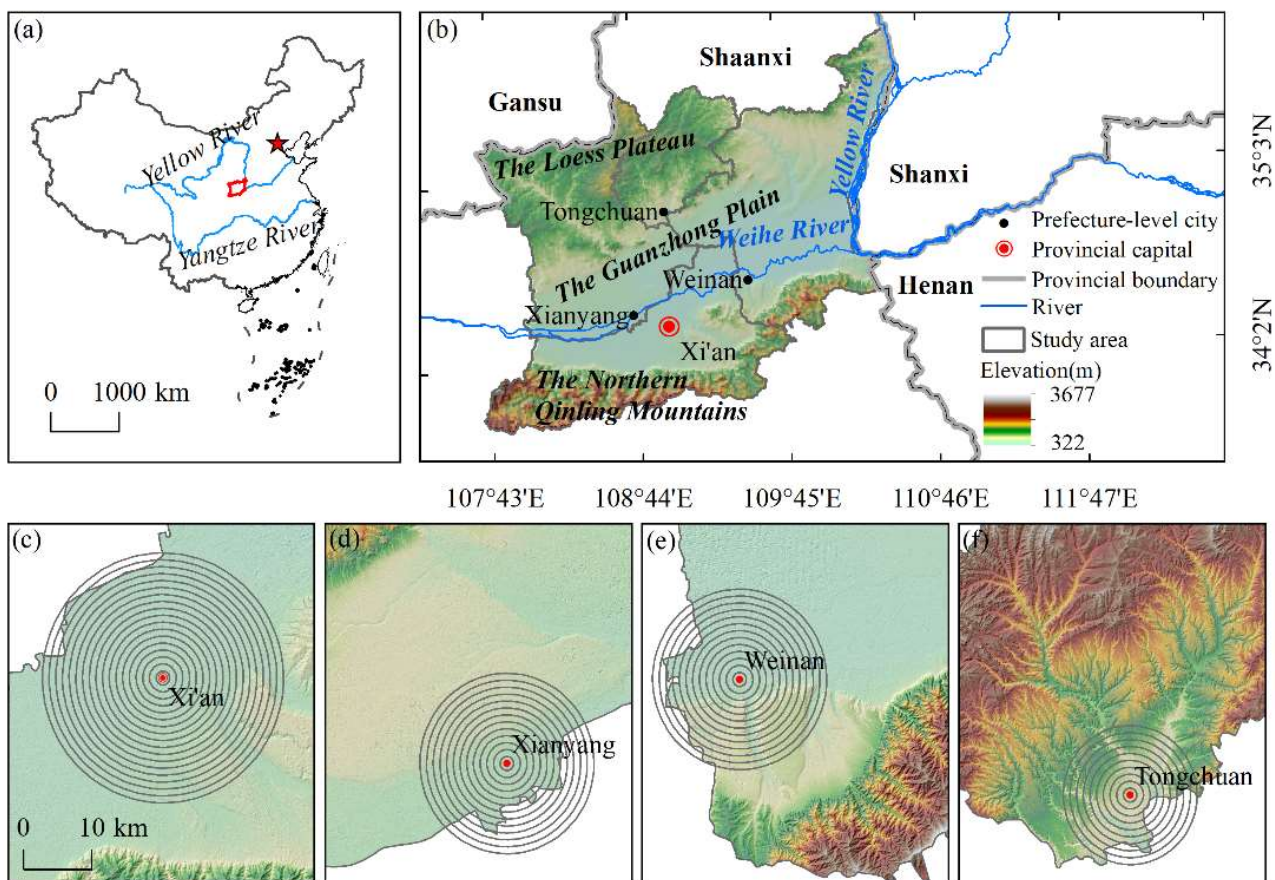 (a)
Yellow River
Yangtze River
0 1000 km
(b)
Shaanxi
Gansu
The Loess Plateau
Yellow River
Shanxi
Tongchuan
The Guanzhong Plain
Weihe River
Weinan
Henan
Xianyang
Xi'an
The Northern
Qinling Mountains
Prefecture-level city
Provincial capital
Provincial boundary
River
Study area
Elevation(m)
3677
322
35°3'N
34°2'N
107°43'E 108°44'E 109°45'E 110°46'E 111°47'E
(c)
Xi'an
0 10 km
(d)
Xianyang
(e)
Weinan
(f)
Tongchuan